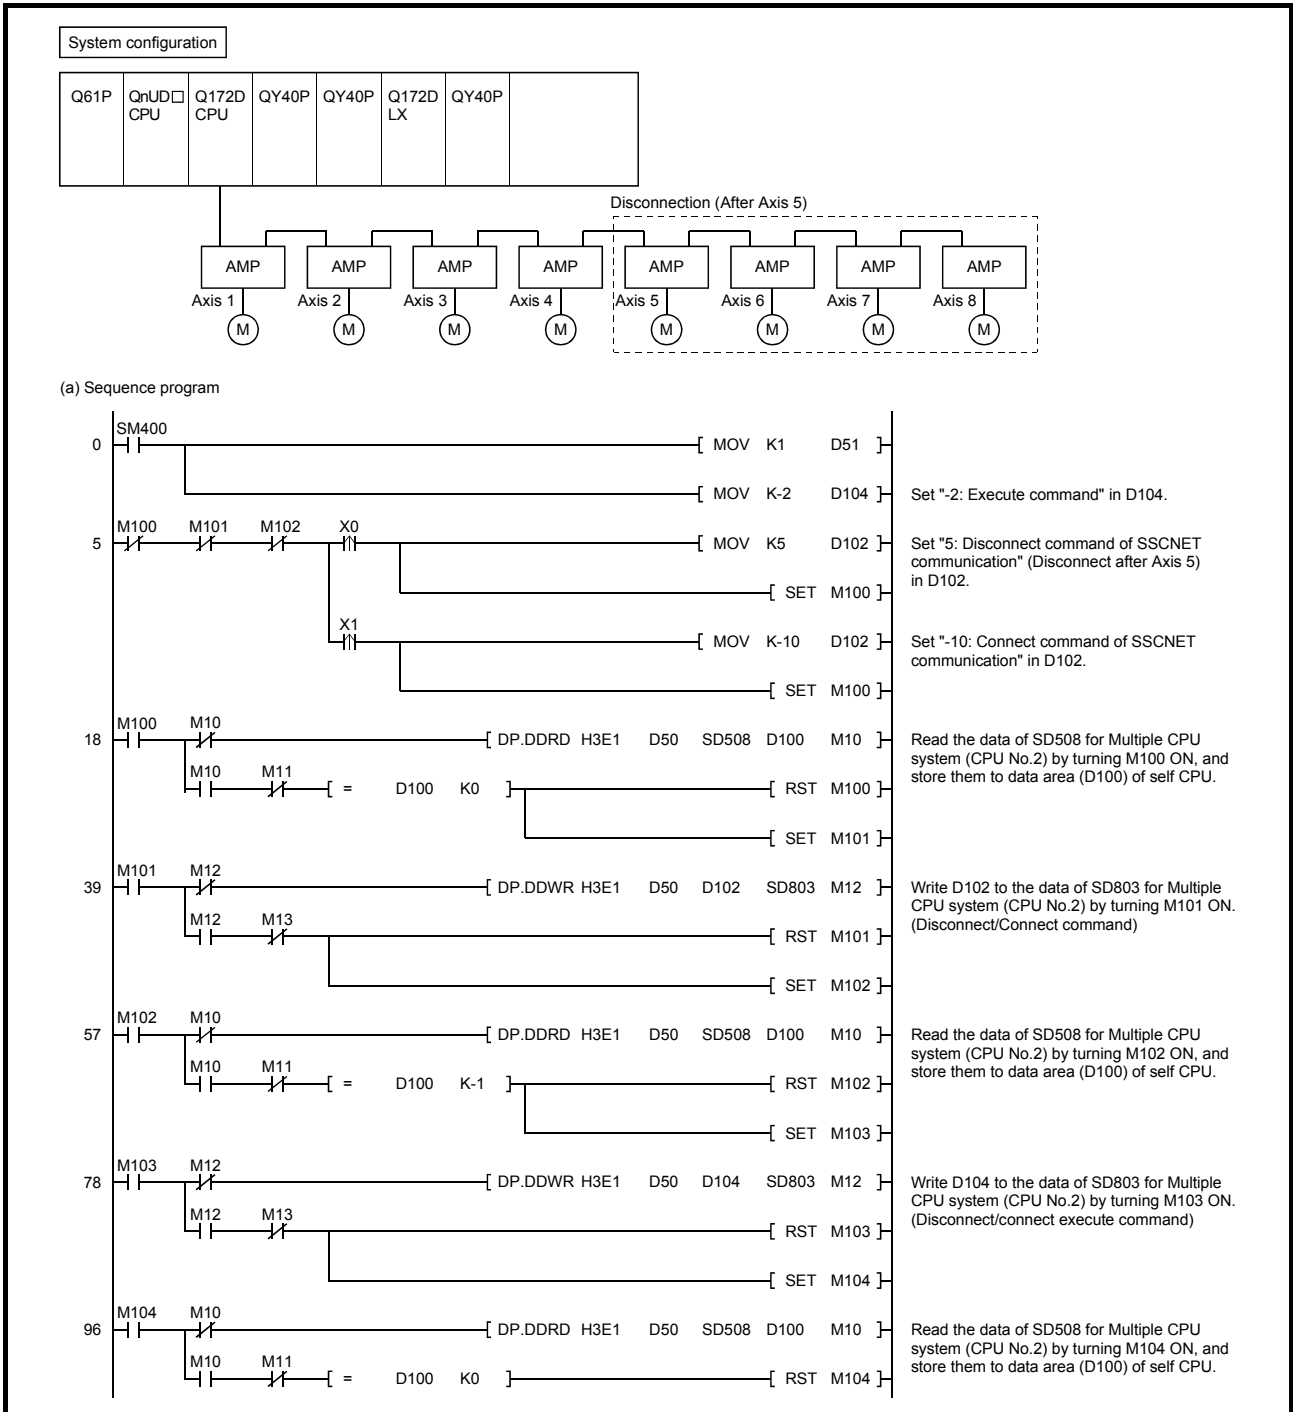 System configuration
Q61P QnUD□ CPU Q172D CPU QY40P QY40P Q172D LX QY40P
Disconnection (After Axis 5)
AMP AMP AMP AMP AMP AMP AMP AMP
Axis 1 Axis 2 Axis 3 Axis 4 Axis 5 Axis 6 Axis 7 Axis 8
M M M M M M M M
(a) Sequence program
SM400
0 [ MOV K1 D51 ]
[ MOV K-2 D104 ] Set "-2: Execute command" in D104.
M100 M101 M102 X0
5 [ MOV K5 D102 ] Set "5: Disconnect command of SSCNET
communication" (Disconnect after Axis 5)
in D102.
[ SET M100 ]
X1
[ MOV K-10 D102 ] Set "-10: Connect command of SSCNET
communication" in D102.
[ SET M100 ]
M100 M10
18 [ DP.DDRD H3E1 D50 SD508 D100 M10 ] Read the data of SD508 for Multiple CPU
system (CPU No.2) by turning M100 ON, and
store them to data area (D100) of self CPU.
M10 M11
[ = D100 K0 ] [ RST M100 ]
[ SET M101 ]
M101 M12
39 [ DP.DDWR H3E1 D50 D102 SD803 M12 ] Write D102 to the data of SD803 for Multiple
CPU system (CPU No.2) by turning M101 ON.
(Disconnect/Connect command)
M12 M13
[ RST M101 ]
[ SET M102 ]
M102 M10
57 [ DP.DDRD H3E1 D50 SD508 D100 M10 ] Read the data of SD508 for Multiple CPU
system (CPU No.2) by turning M102 ON, and
store them to data area (D100) of self CPU.
M10 M11
[ = D100 K-1 ] [ RST M102 ]
[ SET M103 ]
M103 M12
78 [ DP.DDWR H3E1 D50 D104 SD803 M12 ] Write D104 to the data of SD803 for Multiple
CPU system (CPU No.2) by turning M103 ON.
(Disconnect/connect execute command)
M12 M13
[ RST M103 ]
[ SET M104 ]
M104 M10
96 [ DP.DDRD H3E1 D50 SD508 D100 M10 ] Read the data of SD508 for Multiple CPU
system (CPU No.2) by turning M104 ON, and
store them to data area (D100) of self CPU.
M10 M11
[ = D100 K0 ] [ RST M104 ]